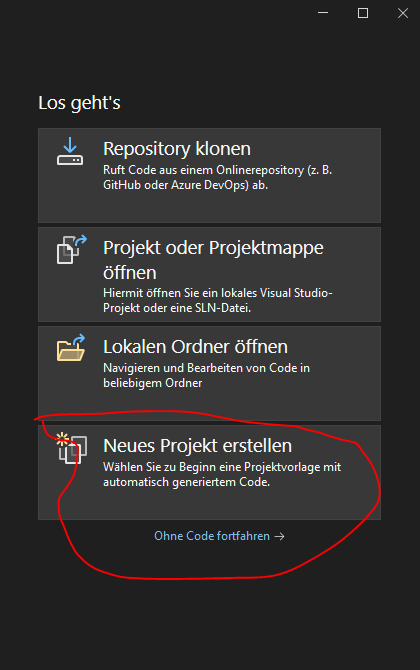 Los geht's
Repository klonen
Ruft Code aus einem Onlinerepository (z. B.
GitHub oder Azure DevOps) ab.
Projekt oder Projektmappe
öffnen
Hiermit öffnen Sie ein lokales Visual Studio-
Projekt oder eine SLN-Datei.
Lokalen Ordner öffnen
Navigieren und Bearbeiten von Code in
beliebigem Ordner
Neues Projekt erstellen
Wählen Sie zu Beginn eine Projektvorlage mit
automatisch generiertem Code.
Ohne Code fortfahren →